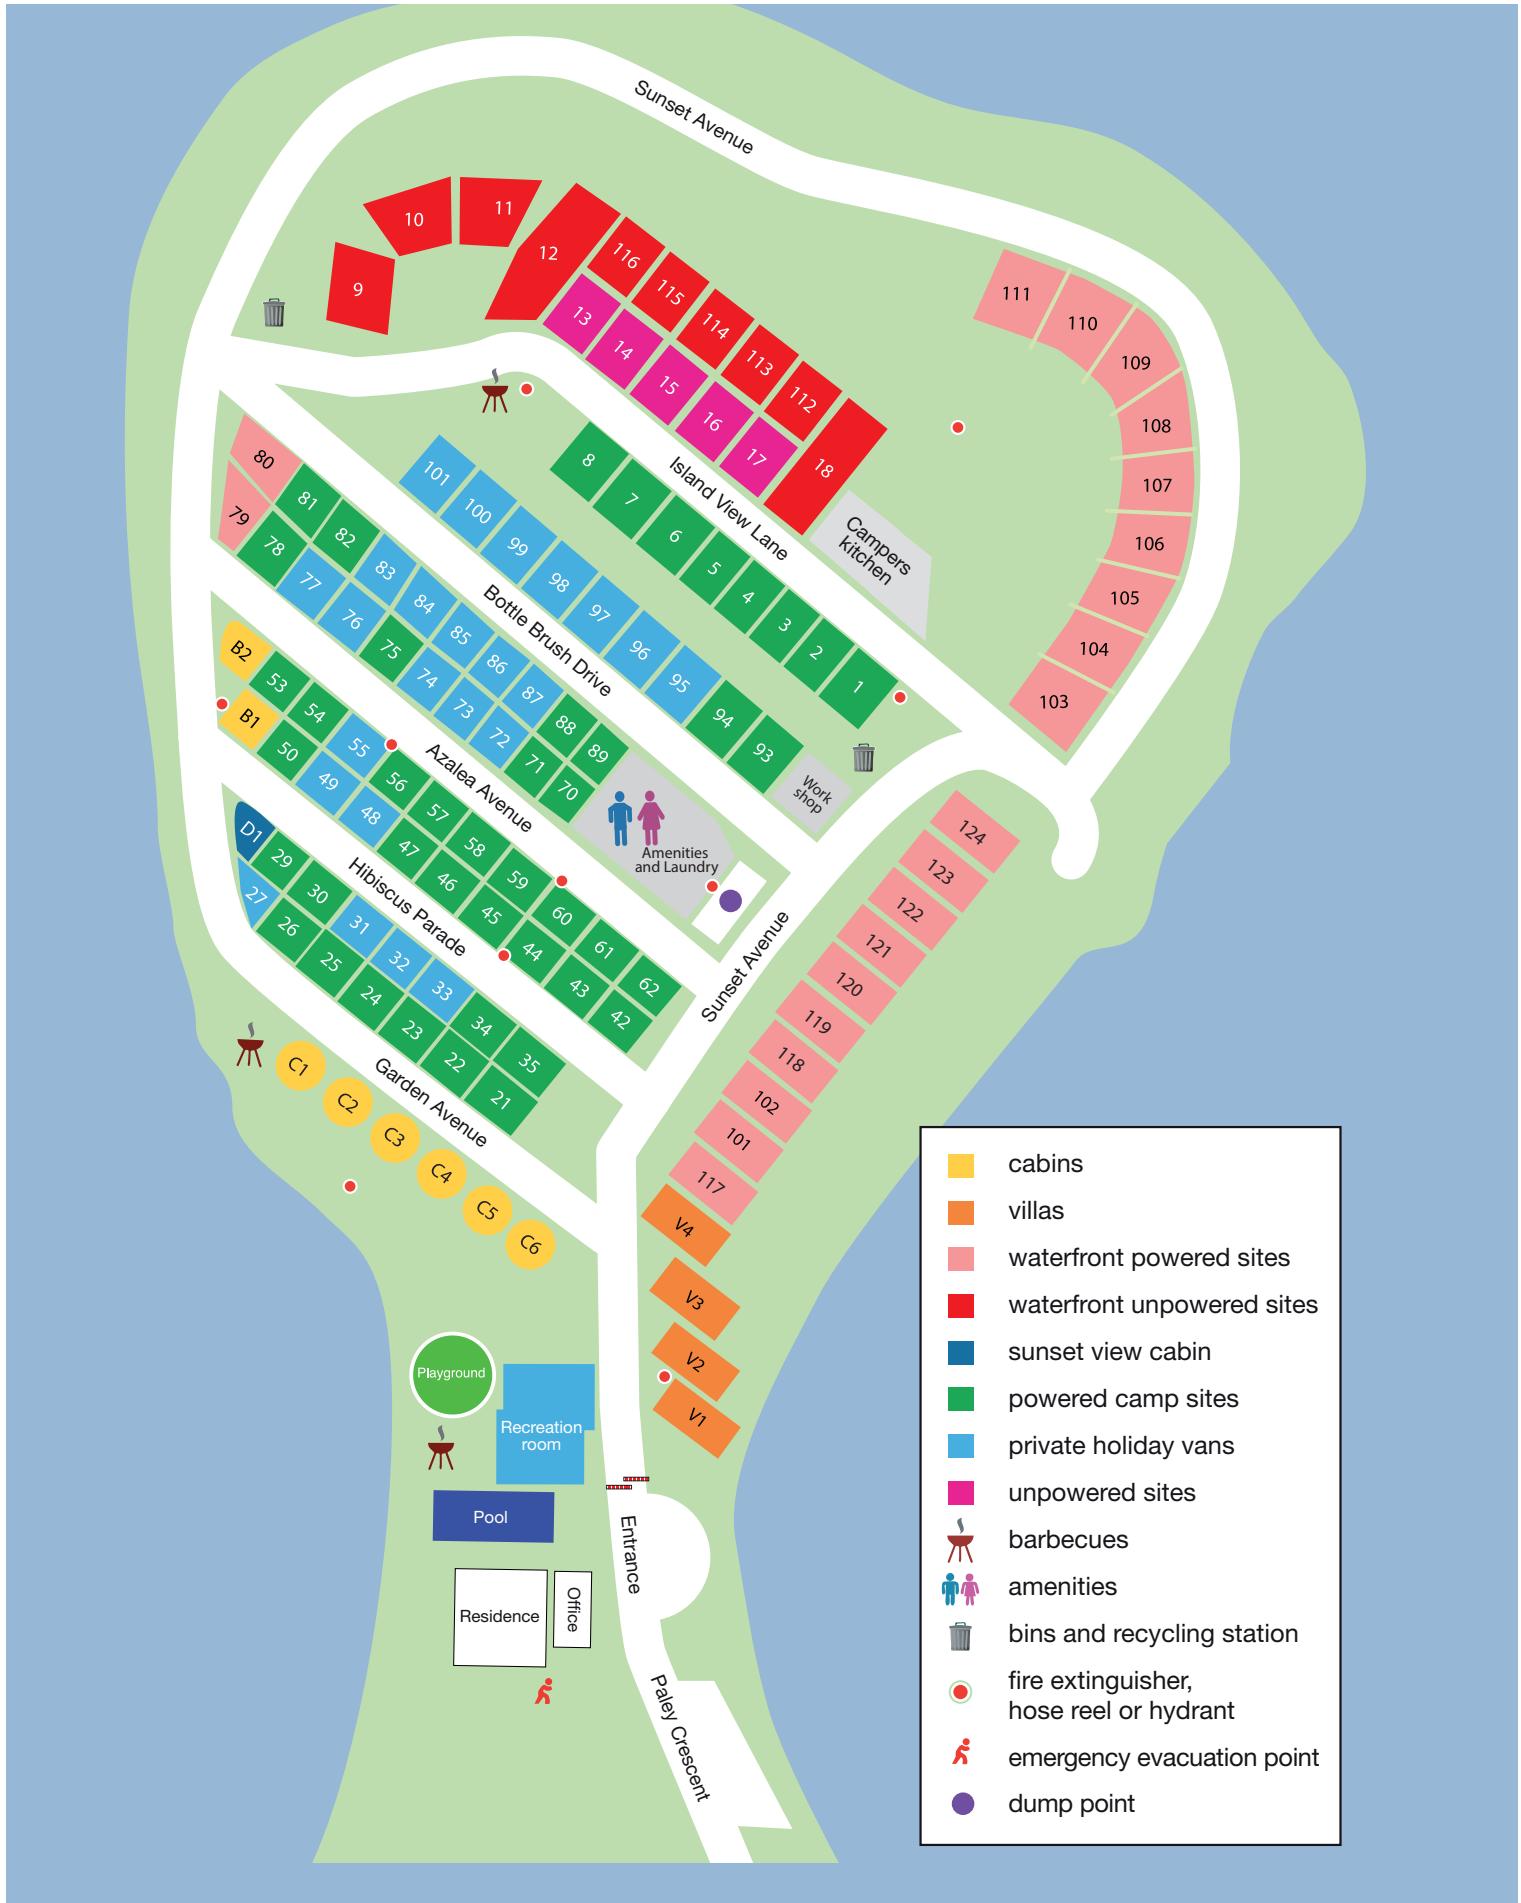 Sunset Avenue
10
11
9
12
116
115
114
113
112
18
13
14
15
16
17
111
110
109
108
107
106
105
104
103
Island View Lane
Campers
kitchen
8
7
6
5
4
3
2
1
101
100
99
98
97
96
95
94
93
Work
shop
Bottle Brush Drive
80
81
82
83
84
85
86
87
88
89
79
78
77
76
75
74
73
72
71
70
Amenities
and Laundry
Azalea Avenue
B2
53
54
55
56
57
58
59
60
61
62
B1
50
49
48
47
46
45
44
43
42
Hibiscus Parade
D1
29
30
31
32
33
34
35
27
26
25
24
23
22
21
Garden Avenue
C1
C2
C3
C4
C5
C6
Sunset Avenue
124
123
122
121
120
119
118
102
101
117
V4
V3
V2
V1
Playground
Recreation
room
Pool
Residence
Office
Entrance
Paley Crescent
cabins
villas
waterfront powered sites
waterfront unpowered sites
sunset view cabin
powered camp sites
private holiday vans
unpowered sites
barbecues
amenities
bins and recycling station
fire extinguisher,
hose reel or hydrant
emergency evacuation point
dump point